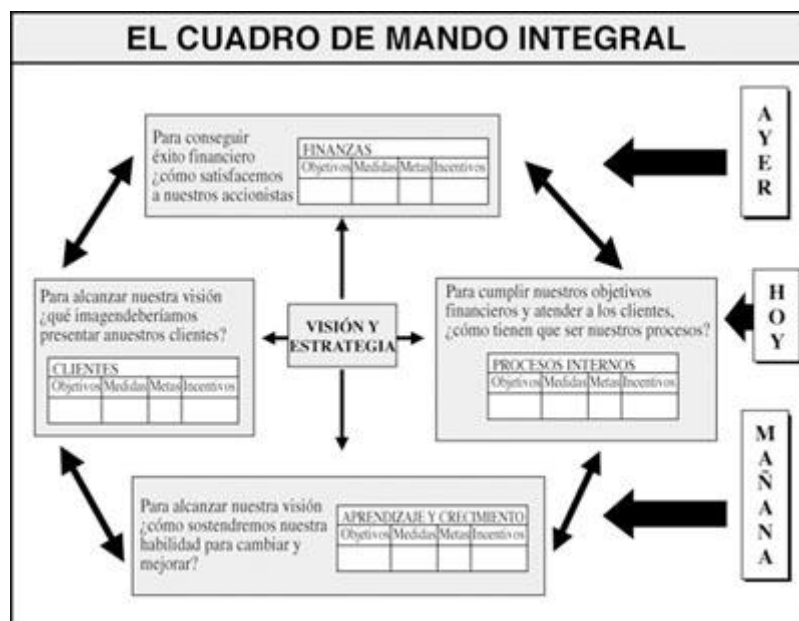 EL CUADRO DE MANDO INTEGRAL
Para conseguir
éxito financiero
¿cómo satisfacemos
a nuestros accionistas
FINANZAS
Objetivos Medidas Metas Incentivos
AYER
Para alcanzar nuestra visión
¿qué imagendeberíamos
presentar anuestros clientes?
CLIENTES
Objetivos Medidas Metas Incentivos
VISIÓN Y
ESTRATEGIA
Para cumplir nuestros objetivos
financieros y atender a los clientes,
¿cómo tienen que ser nuestros procesos?
PROCESOS INTERNOS
Objetivos Medidas Metas Incentivos
HOY
Para alcanzar nuestra visión
¿cómo sostendremos nuestra
habilidad para cambiar y
mejorar?
APRENDIZAJE Y CRECIMIENTO
Objetivos Medidas Metas Incentivos
MAÑANA